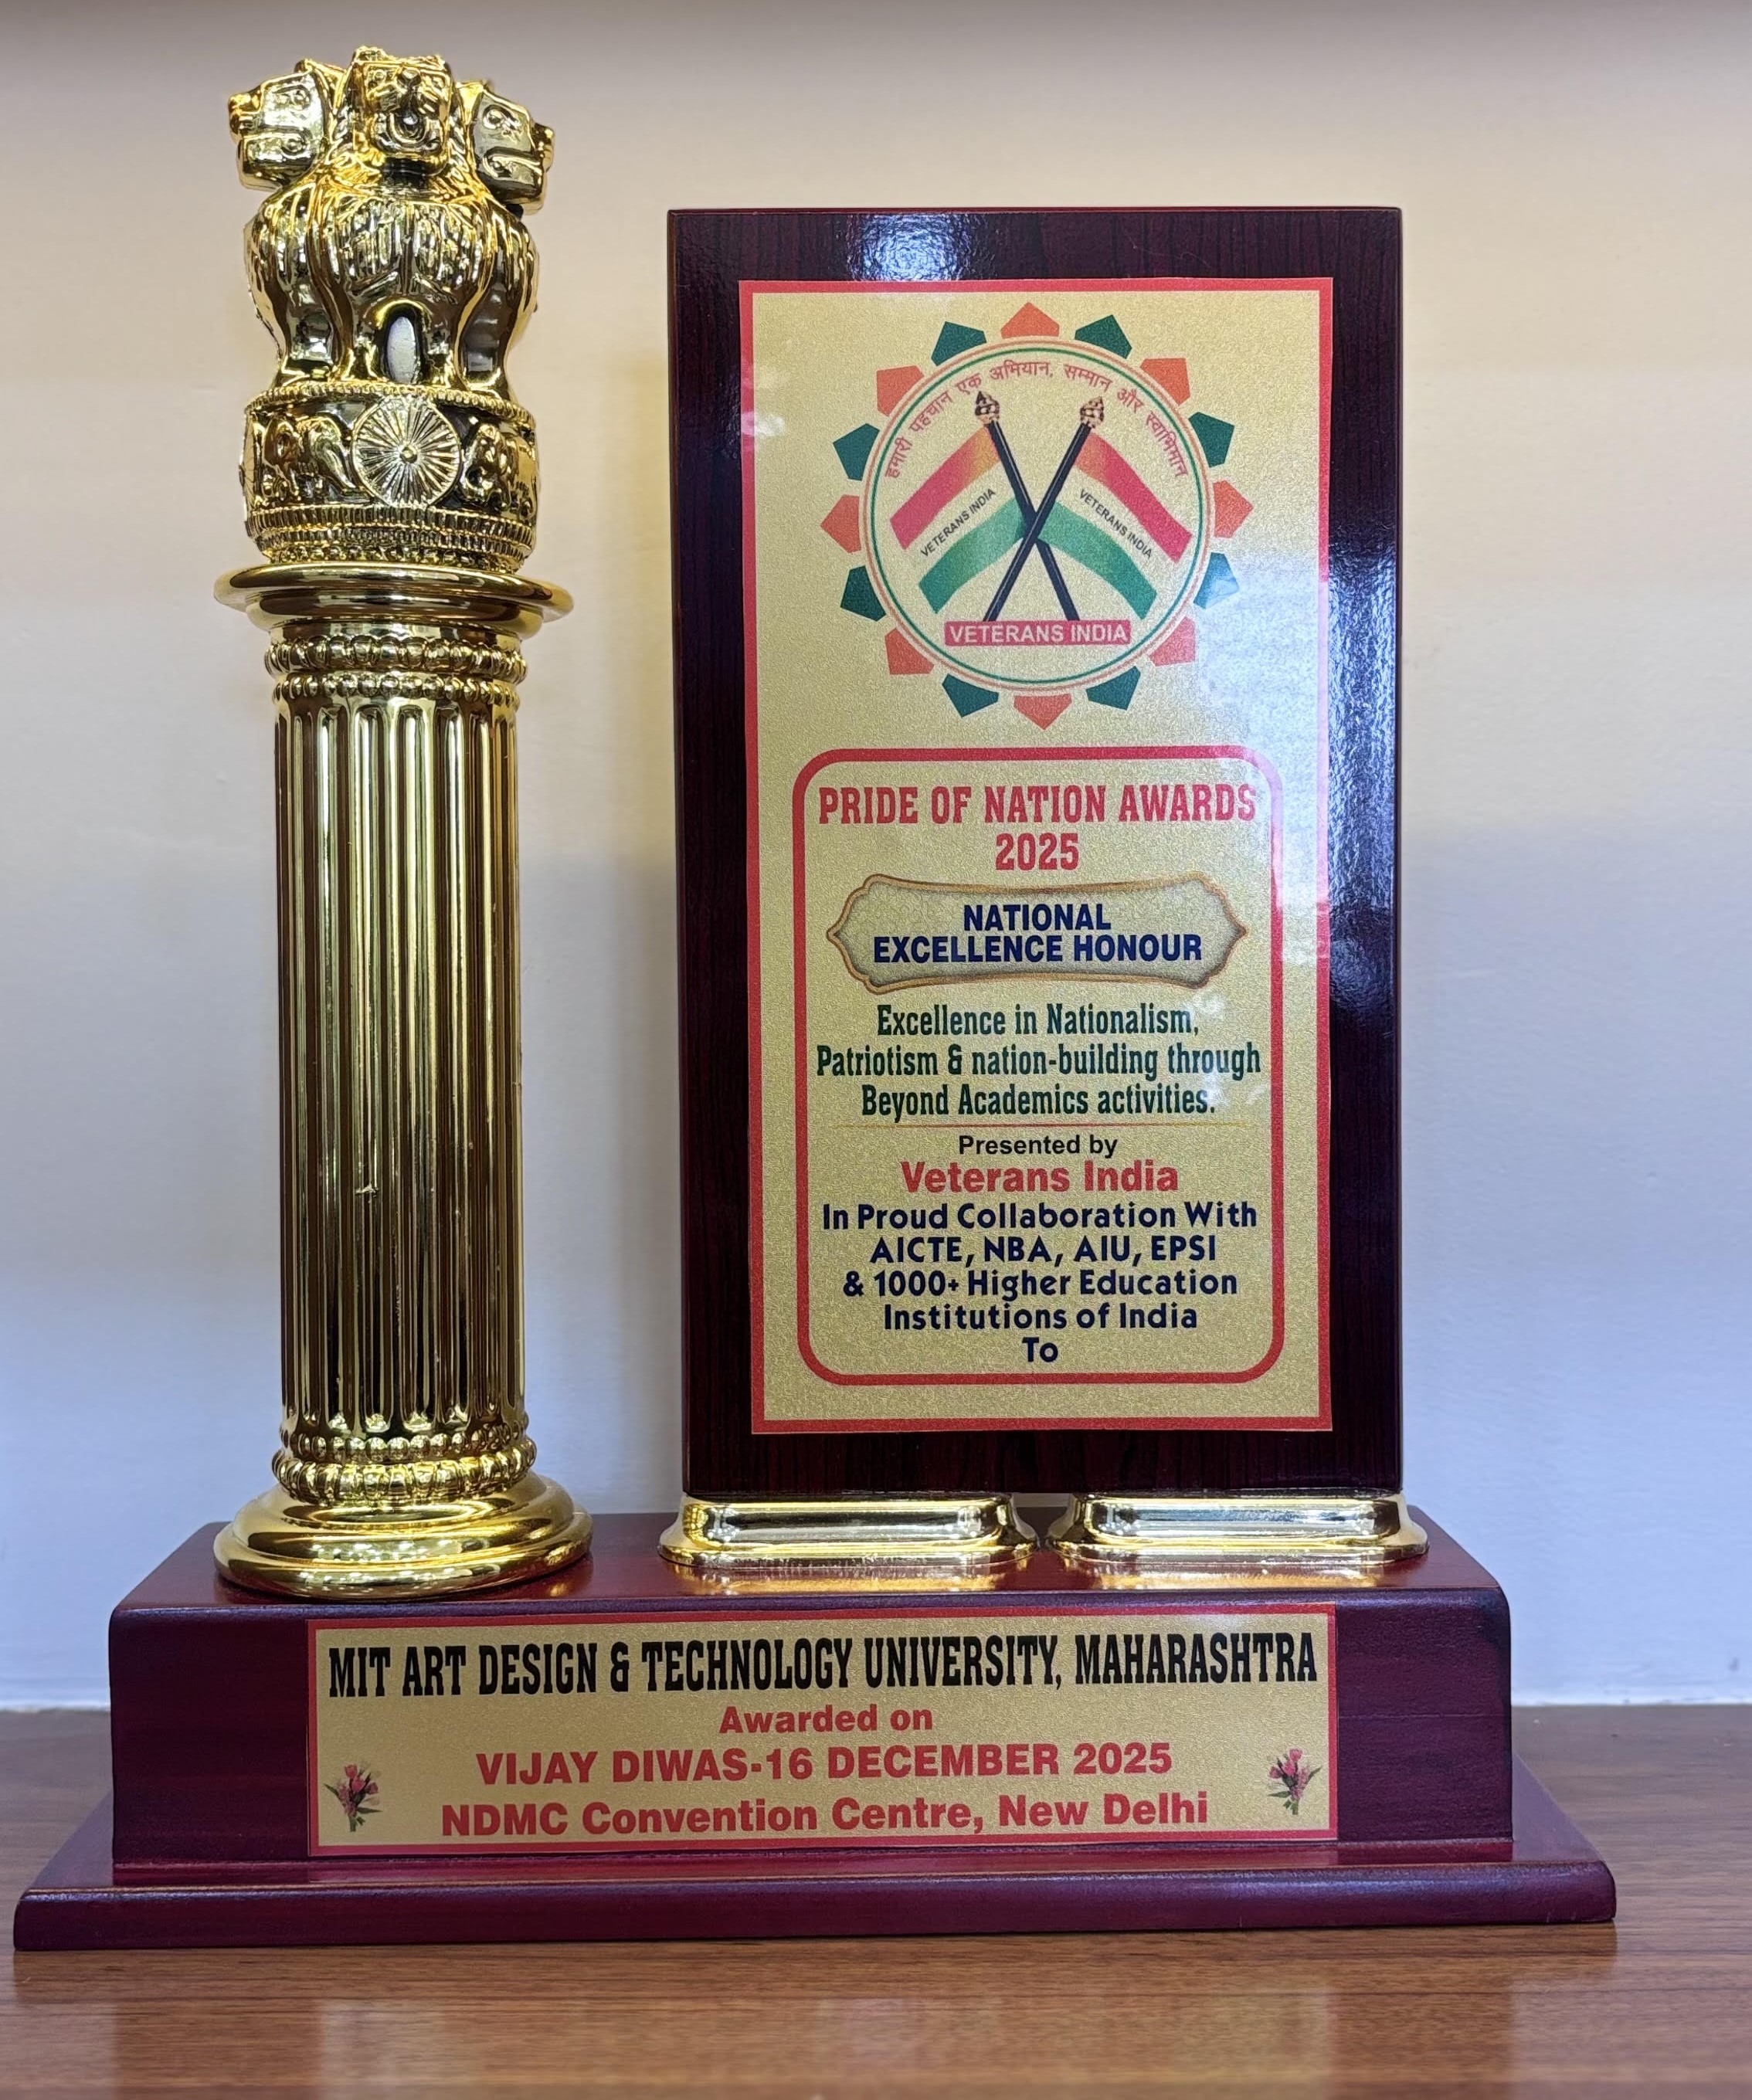 हमारी पहचान एक अभियान, सम्मान और स्वाभिमान
VETERANS INDIA
VETERANS INDIA
VETERANS INDIA
PRIDE OF NATION AWARDS
2025
NATIONAL
EXCELLENCE HONOUR
Excellence in Nationalism,
Patriotism & nation-building through
Beyond Academics activities.
Presented by
Veterans India
In Proud Collaboration With
AICTE, NBA, AIU, EPSI
& 1000+ Higher Education
Institutions of India
To
MIT ART DESIGN & TECHNOLOGY UNIVERSITY, MAHARASHTRA
Awarded on
VIJAY DIWAS-16 DECEMBER 2025
NDMC Convention Centre, New Delhi